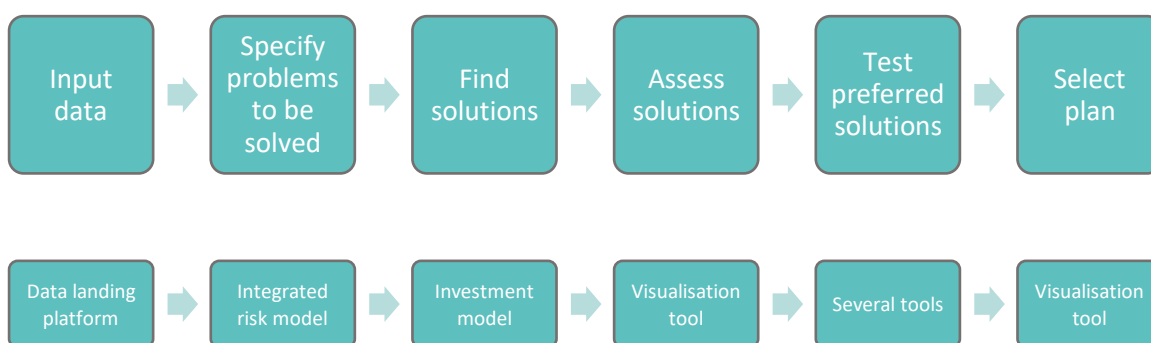 Input
data
Specify
problems
to be
solved
Find
solutions
Assess
solutions
Test
preferred
solutions
Select
plan
Data landing
platform
Integrated
risk model
Investment
model
Visualisation
tool
Several tools
Visualisation
tool